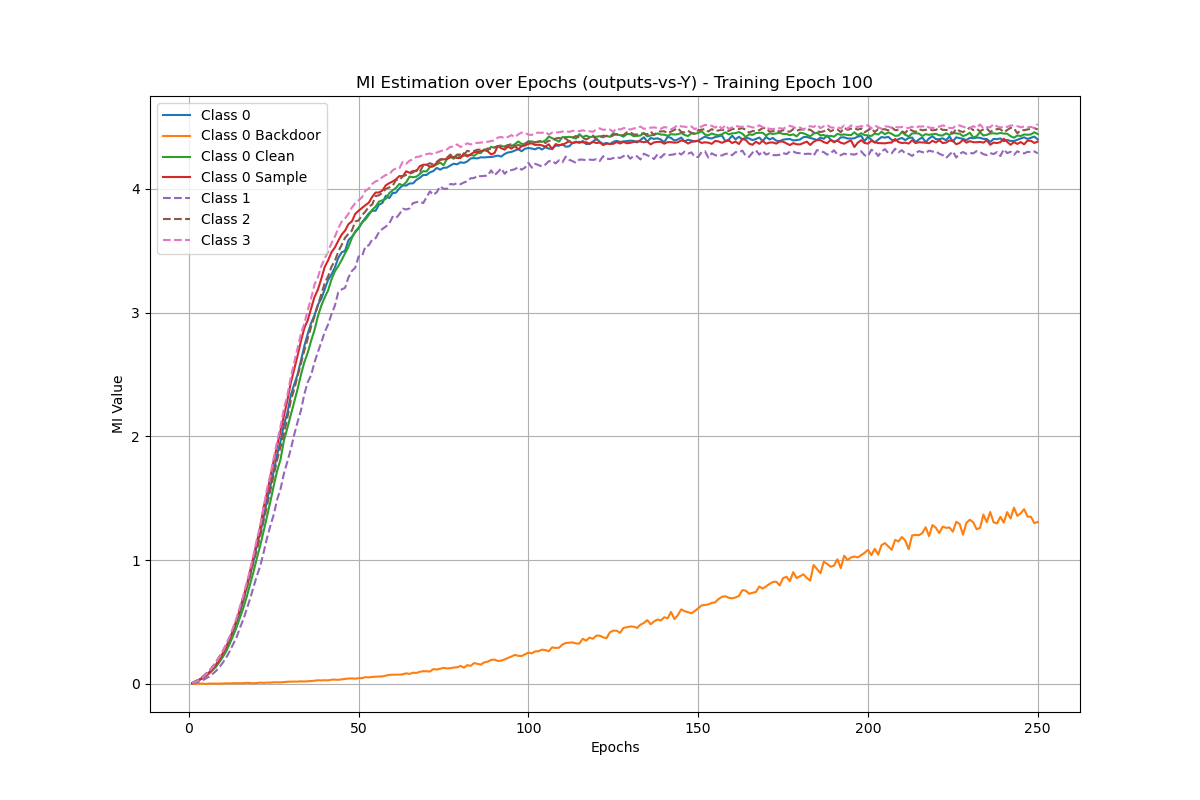 MI Estimation over Epochs (outputs-vs-Y) - Training Epoch 100
Class 0
Class 0 Backdoor
Class 0 Clean
Class 0 Sample
Class 1
Class 2
Class 3
MI Value
4
3
2
1
0
0 50 100 150 200 250
Epochs